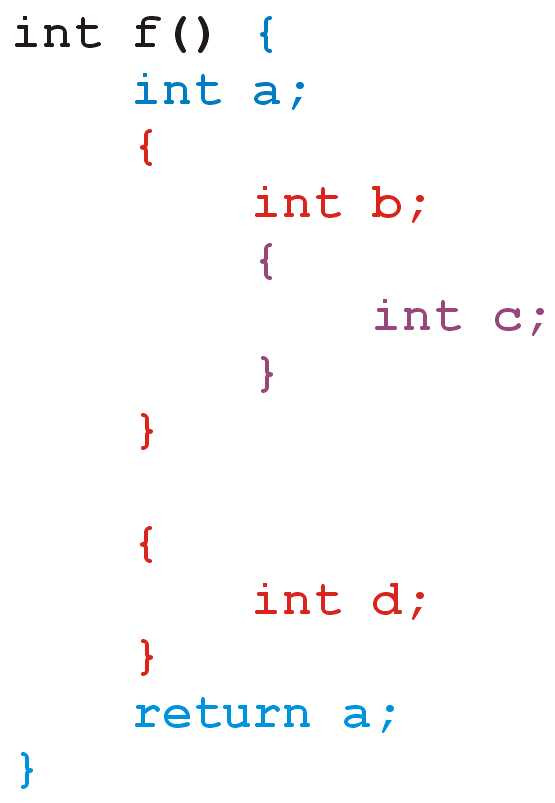 int f() {
    int a;
    {
        int b;
        {
            int c;
        }
    }

    {
        int d;
    }
    return a;
}